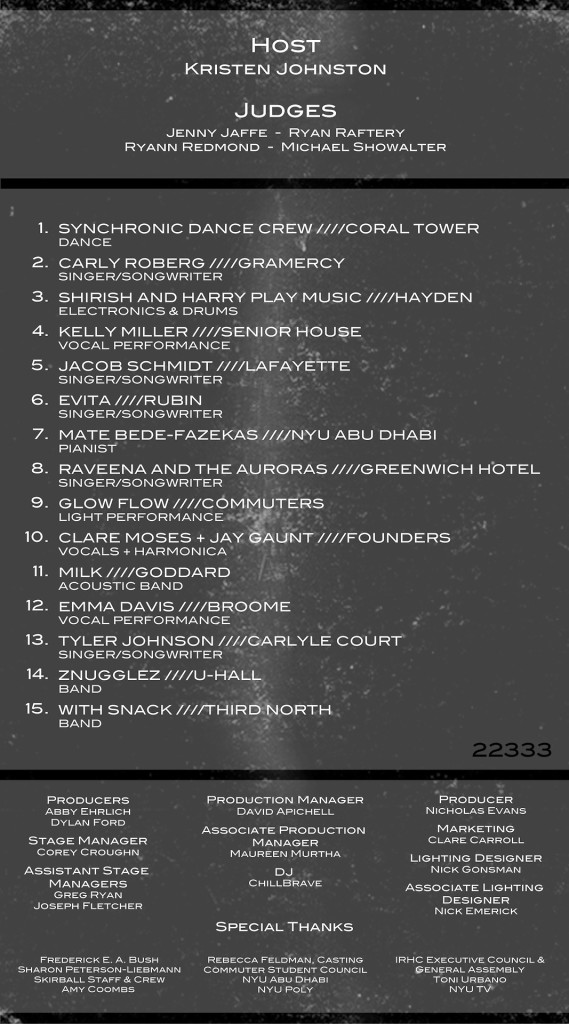 HOST
KRISTEN JOHNSTON
JUDGES
JENNY JAFFE - RYAN RAFTERY
RYANN REDMOND - MICHAEL SHOWALTER
1. SYNCHRONIC DANCE CREW ////CORAL TOWER
DANCE
2. CARLY ROBERG ////GRAMERCY
SINGER/SONGWRITER
3. SHIRISH AND HARRY PLAY MUSIC ////HAYDEN
ELECTRONICS & DRUMS
4. KELLY MILLER ////SENIOR HOUSE
VOCAL PERFORMANCE
5. JACOB SCHMIDT ////LAFAYETTE
SINGER/SONGWRITER
6. EVITA ////RUBIN
SINGER/SONGWRITER
7. MATE BEDE-FAZEKAS ////NYU ABU DHABI
PIANIST
8. RAVEENA AND THE AURORAS ////GREENWICH HOTEL
SINGER/SONGWRITER
9. GLOW FLOW ////COMMUTERS
LIGHT PERFORMANCE
10. CLARE MOSES + JAY GAUNT ////FOUNDERS
VOCALS + HARMONICA
11. MILK ////GODDARD
ACOUSTIC BAND
12. EMMA DAVIS ////BROOME
VOCAL PERFORMANCE
13. TYLER JOHNSON ////CARLYLE COURT
SINGER/SONGWRITER
14. ZNUGGLEZ ////U-HALL
BAND
15. WITH SNACK ////THIRD NORTH
BAND
22333
PRODUCERS
ABBY EHRLICH
DYLAN FORD
STAGE MANAGER
COREY CROUGHN
ASSISTANT STAGE
MANAGERS
GREG RYAN
JOSEPH FLETCHER
PRODUCTION MANAGER
DAVID APICHELL
ASSOCIATE PRODUCTION
MANAGER
MAUREEN MURTHA
DJ
CHILLBRAVE
PRODUCER
NICHOLAS EVANS
MARKETING
CLARE CARROLL
LIGHTING DESIGNER
NICK GONSMAN
ASSOCIATE LIGHTING
DESIGNER
NICK EMERICK
SPECIAL THANKS
FREDERICK E. A. BUSH
SHARON PETERSON-LIEBMANN
SKIRBALL STAFF & CREW
AMY COOMBS
REBECCA FELDMAN, CASTING
COMMUTER STUDENT COUNCIL
NYU ABU DHABI
NYU POLY
IRHC EXECUTIVE COUNCIL &
GENERAL ASSEMBLY
TONI URBANO
NYU TV